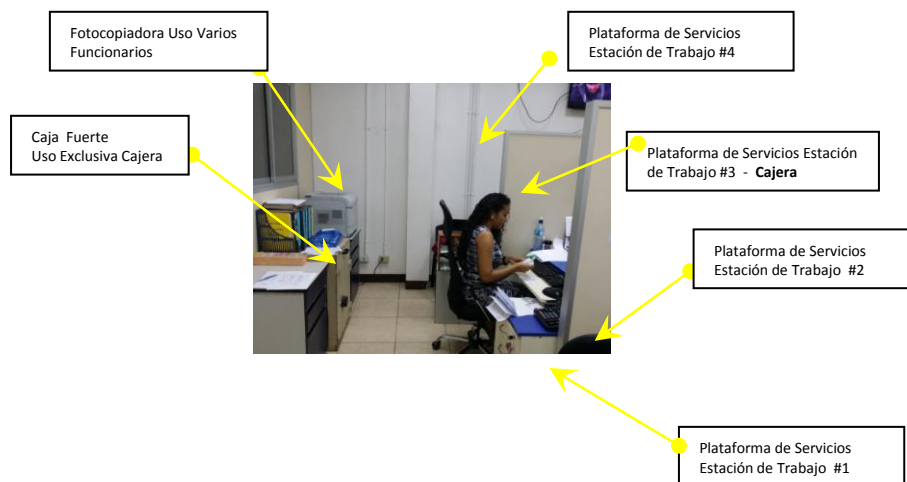 Fotocopiadora Uso Varios
Funcionarios
Plataforma de Servicios
Estación de Trabajo #4
Caja Fuerte
Uso Exclusiva Cajera
Plataforma de Servicios Estación
de Trabajo #3 - Cajera
Plataforma de Servicios
Estación de Trabajo #2
Plataforma de Servicios
Estación de Trabajo #1